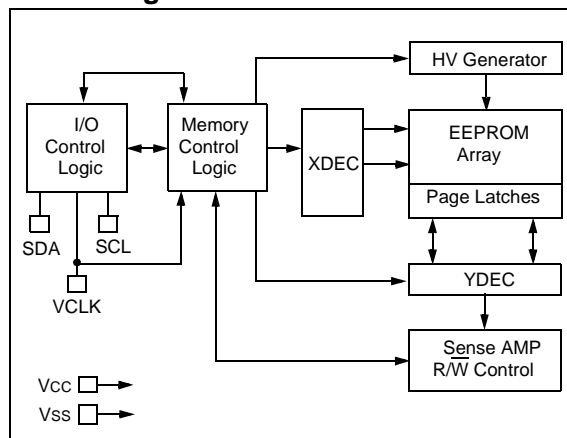 HV Generator
I/O
Control
Logic
Memory
Control
Logic
XDEC
EEPROM
Array
Page Latches
SDA
SCL
VCLK
YDEC
Sense AMP
R/W̅ Control
VCC
VSS